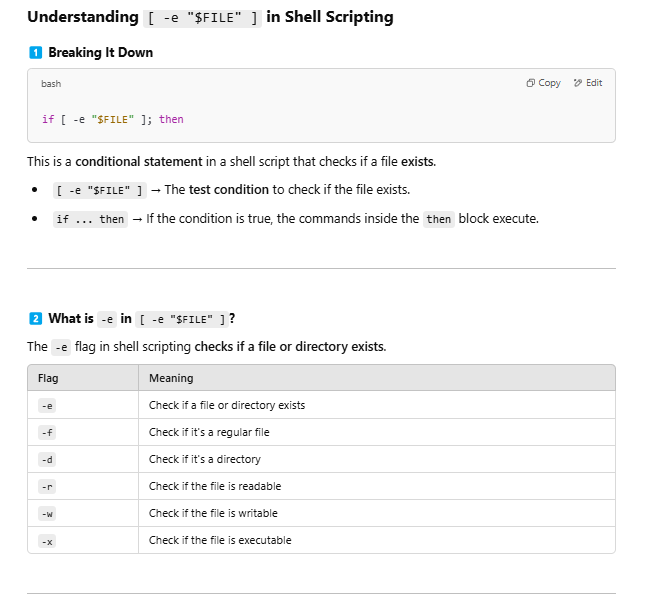 Understanding [ -e "$FILE" ] in Shell Scripting
1 Breaking It Down
bash Copy Edit
if [ -e "$FILE" ]; then
This is a conditional statement in a shell script that checks if a file exists.
• [ -e "$FILE" ] → The test condition to check if the file exists.
• if ... then → If the condition is true, the commands inside the then block execute.
2 What is -e in [ -e "$FILE" ]?
The -e flag in shell scripting checks if a file or directory exists.
Flag Meaning
-e Check if a file or directory exists
-f Check if it's a regular file
-d Check if it's a directory
-r Check if the file is readable
-w Check if the file is writable
-x Check if the file is executable